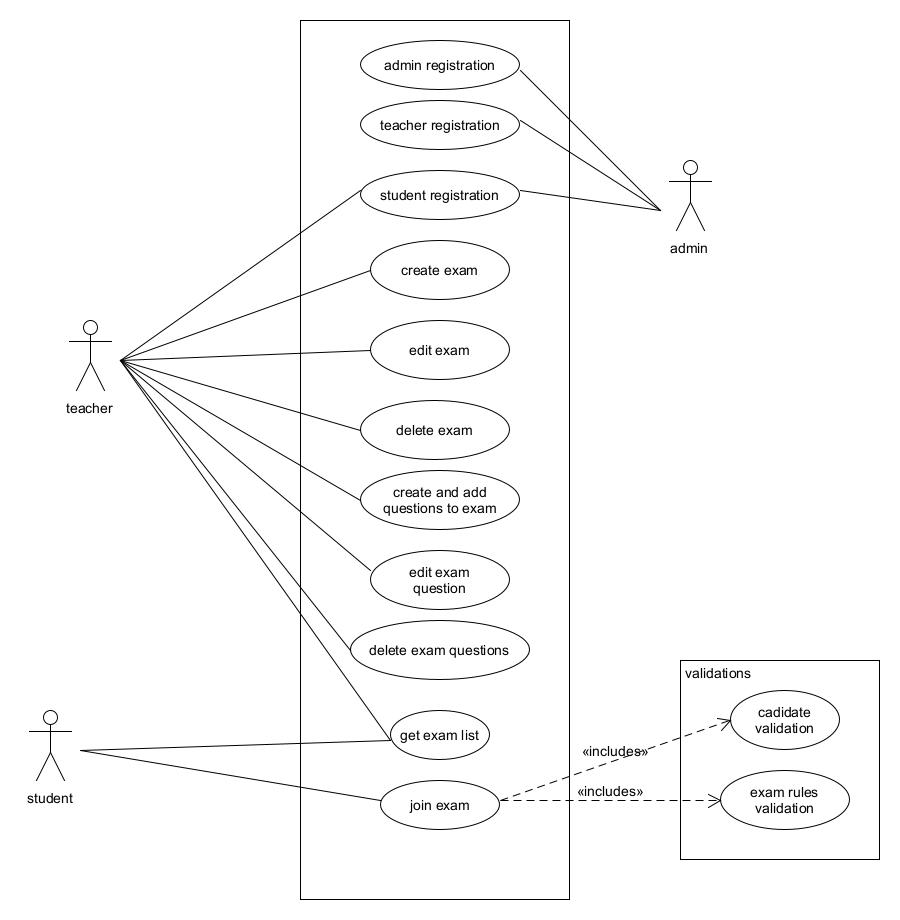 admin registration
teacher registration
student registration
admin
create exam
edit exam
teacher
delete exam
create and add
questions to exam
edit exam
question
delete exam questions
validations
cadidate
validation
get exam list
«includes»
student
join exam
«includes»
exam rules
validation